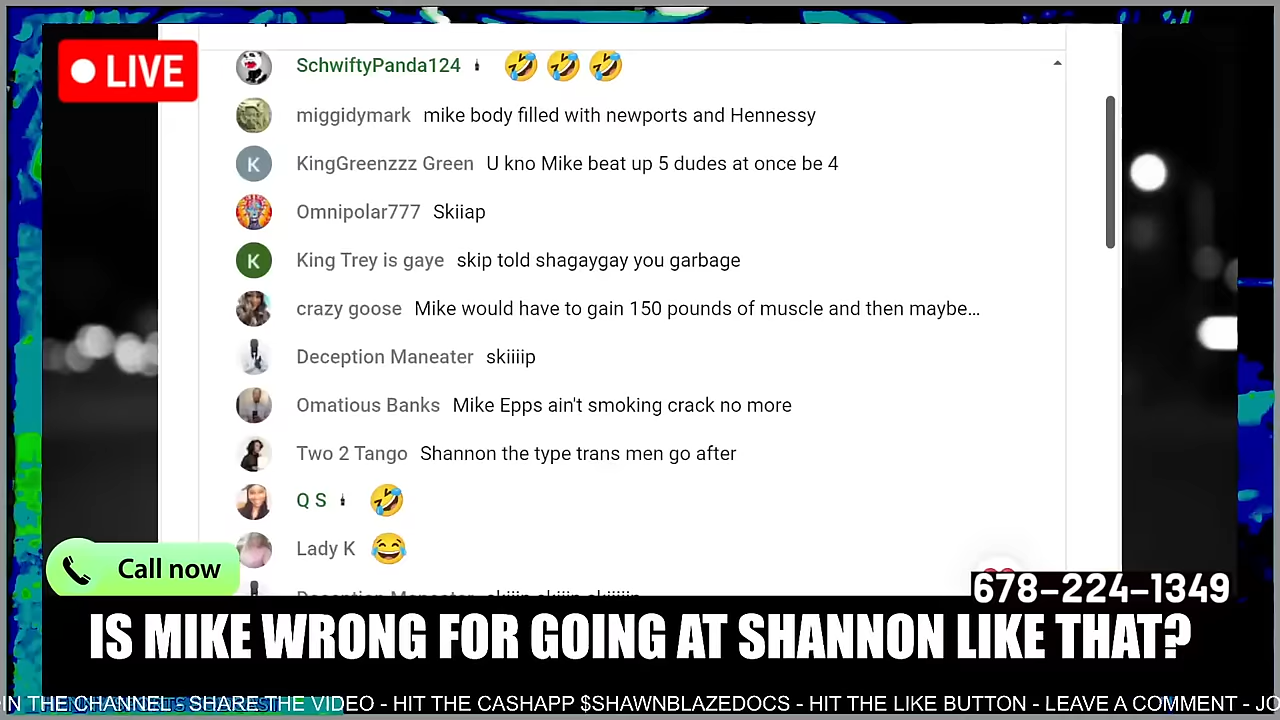 LIVE
SchwiftyPanda124 🤣 🤣 🤣
miggidymark mike body filled with newports and Hennessy
KingGreenzzz Green U kno Mike beat up 5 dudes at once be 4
Omnipolar777 Skiiap
King Trey is gaye skip told shagaygay you garbage
crazy goose Mike would have to gain 150 pounds of muscle and then maybe...
Deception Maneater skiiiip
Omatious Banks Mike Epps ain't smoking crack no more
Two 2 Tango Shannon the type trans men go after
Q S 🤣
Lady K 😂
Call now
678-224-1349
IS MIKE WRONG FOR GOING AT SHANNON LIKE THAT?
IN THE CHANNEL - SHARE THE VIDEO - HIT THE CASHAPP $SHAWNBLAZEDOCS - HIT THE LIKE BUTTON - LEAVE A COMMENT - JO